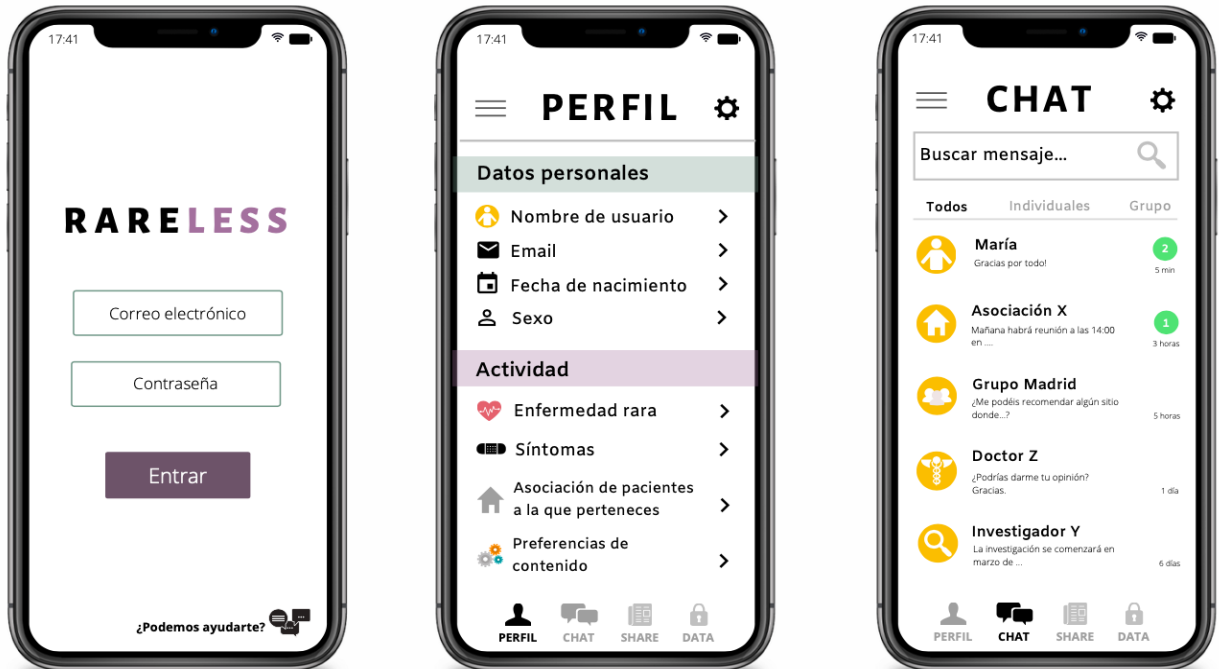 17:41
RARELESS
Correo electrónico
Contraseña
Entrar
¿Podemos ayudarte?
17:41
PERFIL
Datos personales
Nombre de usuario
Email
Fecha de nacimiento
Sexo
Actividad
Enfermedad rara
Síntomas
Asociación de pacientes
a la que perteneces
Preferencias de
contenido
PERFIL CHAT SHARE DATA
17:41
CHAT
Buscar mensaje...
Todos Individuales Grupo
María
2
Gracias por todo!
5 min
Asociación X
1
Mañana habrá reunión a las 14:00
en ....
3 horas
Grupo Madrid
¿Me podéis recomendar algún sitio
donde...?
5 horas
Doctor Z
¿Podrías darme tu opinión?
Gracias.
1 día
Investigador Y
La investigación se comenzará en
marzo de ...
6 días
PERFIL CHAT SHARE DATA